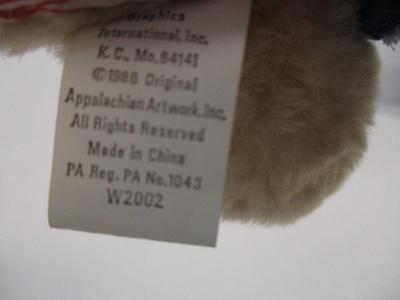 Graphics
International, Inc.
K. C., Mo. 64141
©1986 Original
Appalachian Artwork, Inc.
All Rights Reserved
Made in China
PA Reg. PA No. 1043
W2002